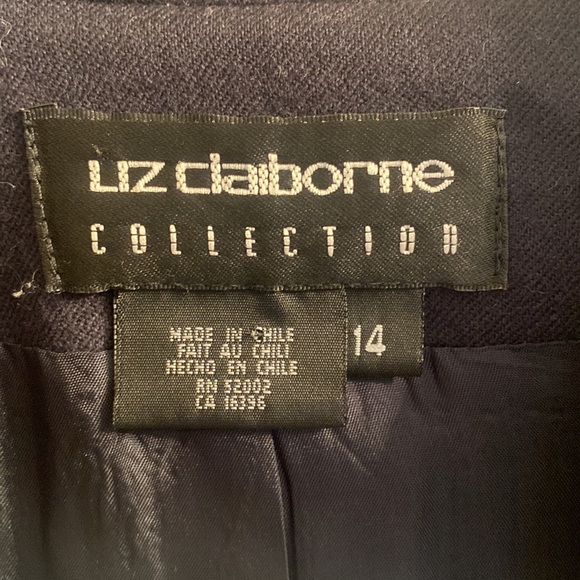 liz claiborne
COLLECTION
MADE IN CHILE
FAIT AU CHILI
HECHO EN CHILE
RN 52002
CA 16396
14